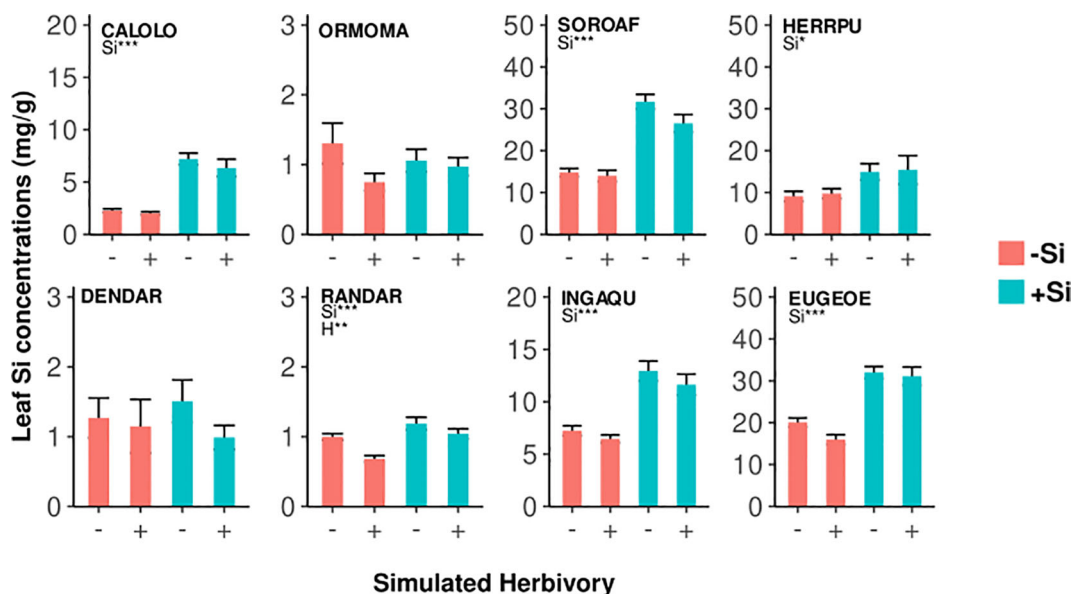 Leaf Si concentrations (mg/g)
CALOLO
Si***
20
15
10
5
0
- + - +
ORMOMA
3
2
1
0
- + - +
SOROAF
Si***
50
40
30
20
10
0
- + - +
HERRPU
Si*
50
40
30
20
10
0
- + - +
-Si
+Si
DENDAR
3
2
1
0
- + - +
RANDAR
Si***
H**
3
2
1
0
- + - +
INGAQU
Si***
20
15
10
5
0
- + - +
EUGEOE
Si***
50
40
30
20
10
0
- + - +
Simulated Herbivory